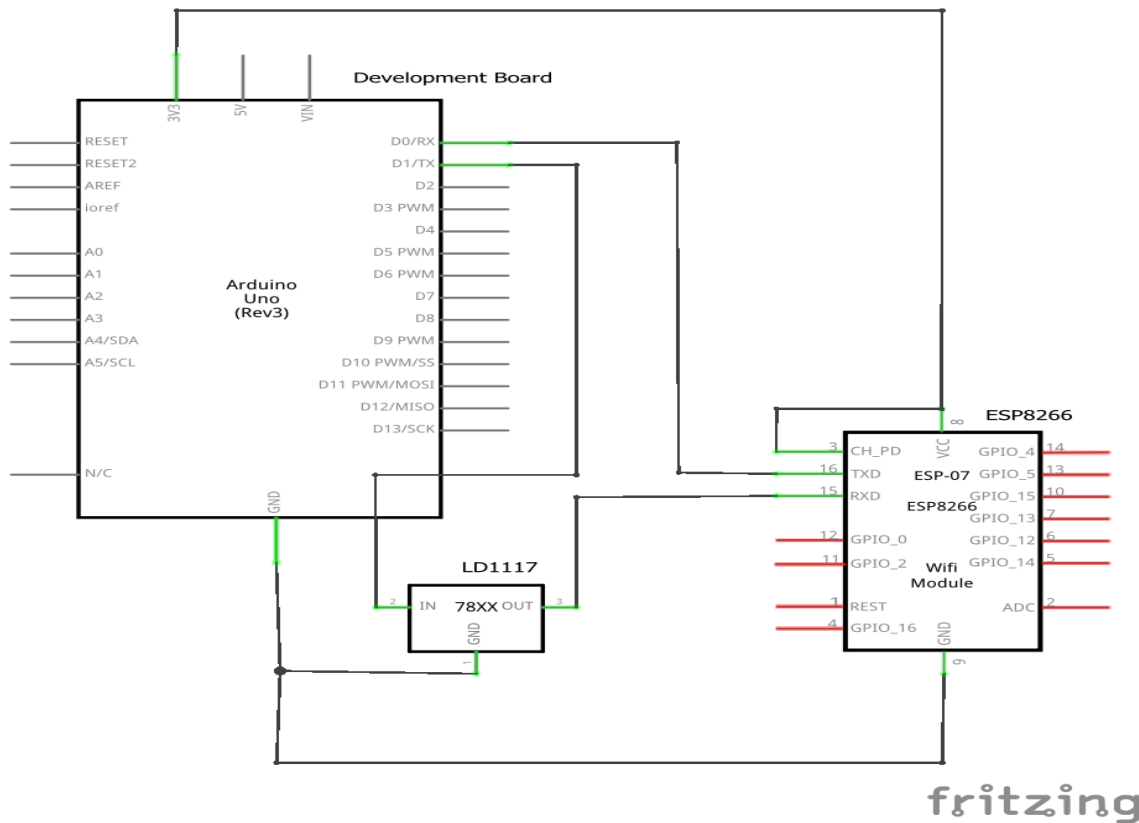 Development Board
3V3
5V
VIN
RESET
RESET2
AREF
ioref
A0
A1
A2
A3
A4/SDA
A5/SCL
N/C
Arduino
Uno
(Rev3)
D0/RX
D1/TX
D2
D3 PWM
D4
D5 PWM
D6 PWM
D7
D8
D9 PWM
D10 PWM/SS
D11 PWM/MOSI
D12/MISO
D13/SCK
GND
LD1117
2
IN
78XX
OUT
3
GND
1
ESP8266
8
VCC
3
CH_PD
16
TXD
15
RXD
12
GPIO_0
11
GPIO_2
1
REST
4
GPIO_16
ESP-07
ESP8266
Wifi
Module
GPIO_4
14
GPIO_5
13
GPIO_15
10
GPIO_13
7
GPIO_12
6
GPIO_14
5
ADC
2
GND
9
fritzing